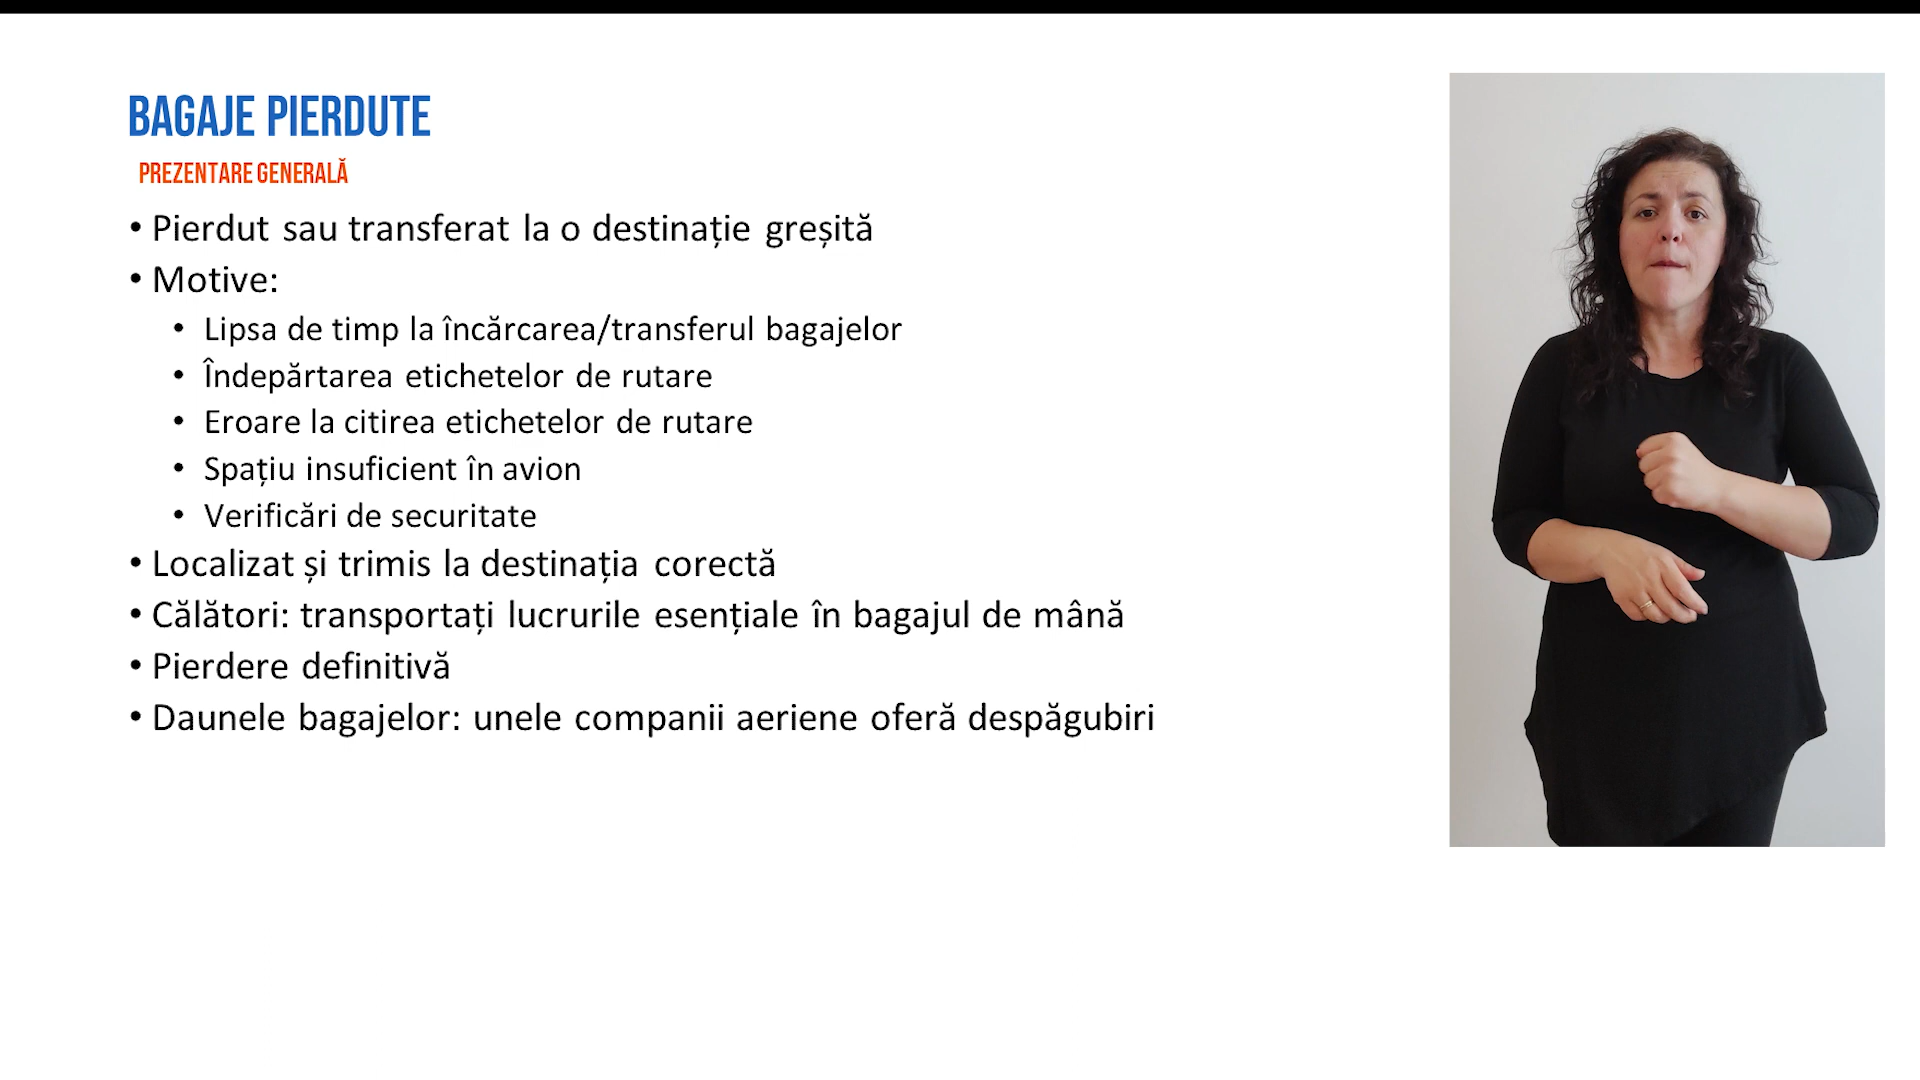 BAGAJE PIERDUTE
PREZENTARE GENERALĂ
• Pierdut sau transferat la o destinație greșită
• Motive:
• Lipsa de timp la încărcarea/transferul bagajelor
• Îndepărtarea etichetelor de rutare
• Eroare la citirea etichetelor de rutare
• Spațiu insuficient în avion
• Verificări de securitate
• Localizat și trimis la destinația corectă
• Călători: transportați lucrurile esențiale în bagajul de mână
• Pierdere definitivă
• Daunele bagajelor: unele companii aeriene oferă despăgubiri